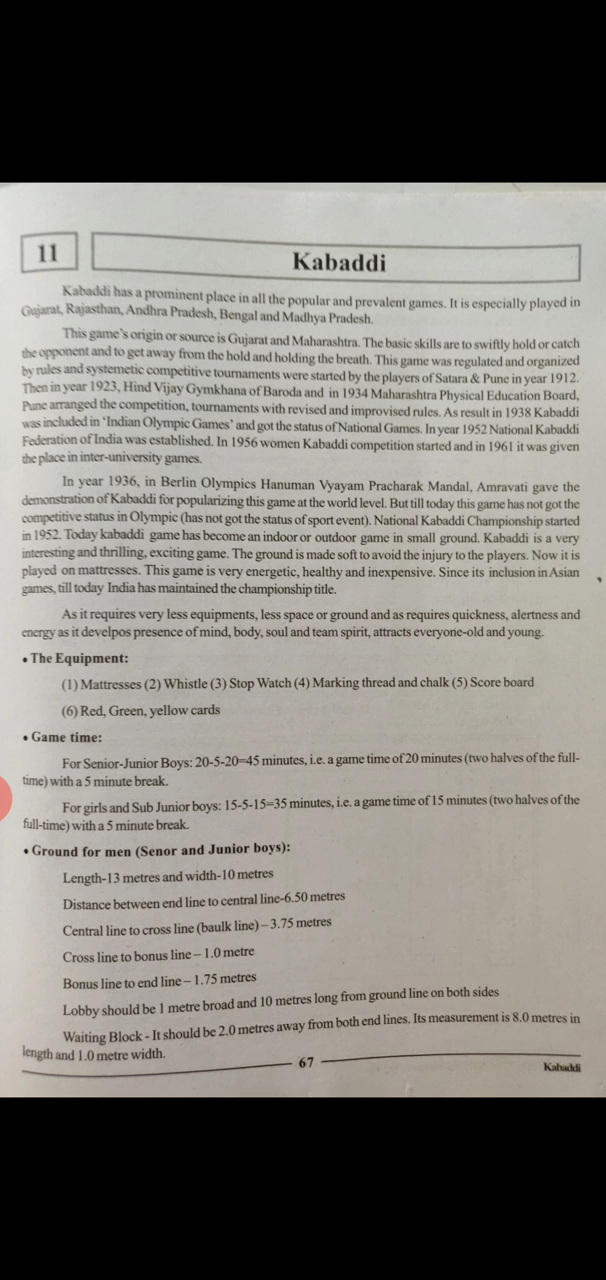 11
Kabaddi
Kabaddi has a prominent place in all the popular and prevalent games. It is especially played in
Gujarat, Rajasthan, Andhra Pradesh, Bengal and Madhya Pradesh.
This game's origin or source is Gujarat and Maharashtra. The basic skills are to swiftly hold or catch
the opponent and to get away from the hold and holding the breath. This game was regulated and organized
by rules and systemetic competitive tournaments were started by the players of Satara & Pune in year 1912.
Then in year 1923, Hind Vijay Gymkhana of Baroda and in 1934 Maharashtra Physical Education Board,
Pune arranged the competition, tournaments with revised and improvised rules. As result in 1938 Kabaddi
was included in 'Indian Olympic Games' and got the status of National Games. In year 1952 National Kabaddi
Federation of India was established. In 1956 women Kabaddi competition started and in 1961 it was given
the place in inter-university games.
In year 1936, in Berlin Olympics Hanuman Vyayam Pracharak Mandal, Amravati gave the
demonstration of Kabaddi for popularizing this game at the world level. But till today this game has not got the
competitive status in Olympic (has not got the status of sport event). National Kabaddi Championship started
in 1952. Today kabaddi game has become an indoor or outdoor game in small ground. Kabaddi is a very
interesting and thrilling, exciting game. The ground is made soft to avoid the injury to the players. Now it is
played on mattresses. This game is very energetic, healthy and inexpensive. Since its inclusion in Asian
games, till today India has maintained the championship title.
As it requires very less equipments, less space or ground and as requires quickness, alertness and
energy as it develpos presence of mind, body, soul and team spirit, attracts everyone-old and young.
• The Equipment:
(1) Mattresses (2) Whistle (3) Stop Watch (4) Marking thread and chalk (5) Score board
(6) Red, Green, yellow cards
• Game time:
For Senior-Junior Boys: 20-5-20=45 minutes, i.e. a game time of 20 minutes (two halves of the full-
time) with a 5 minute break.
For girls and Sub Junior boys: 15-5-15=35 minutes, i.e. a game time of 15 minutes (two halves of the
full-time) with a 5 minute break.
• Ground for men (Senor and Junior boys):
Length-13 metres and width-10 metres
Distance between end line to central line-6.50 metres
Central line to cross line (baulk line) – 3.75 metres
Cross line to bonus line – 1.0 metre
Bonus line to end line – 1.75 metres
Lobby should be 1 metre broad and 10 metres long from ground line on both sides
Waiting Block - It should be 2.0 metres away from both end lines. Its measurement is 8.0 metres in
length and 1.0 metre width.
67
Kabaddi